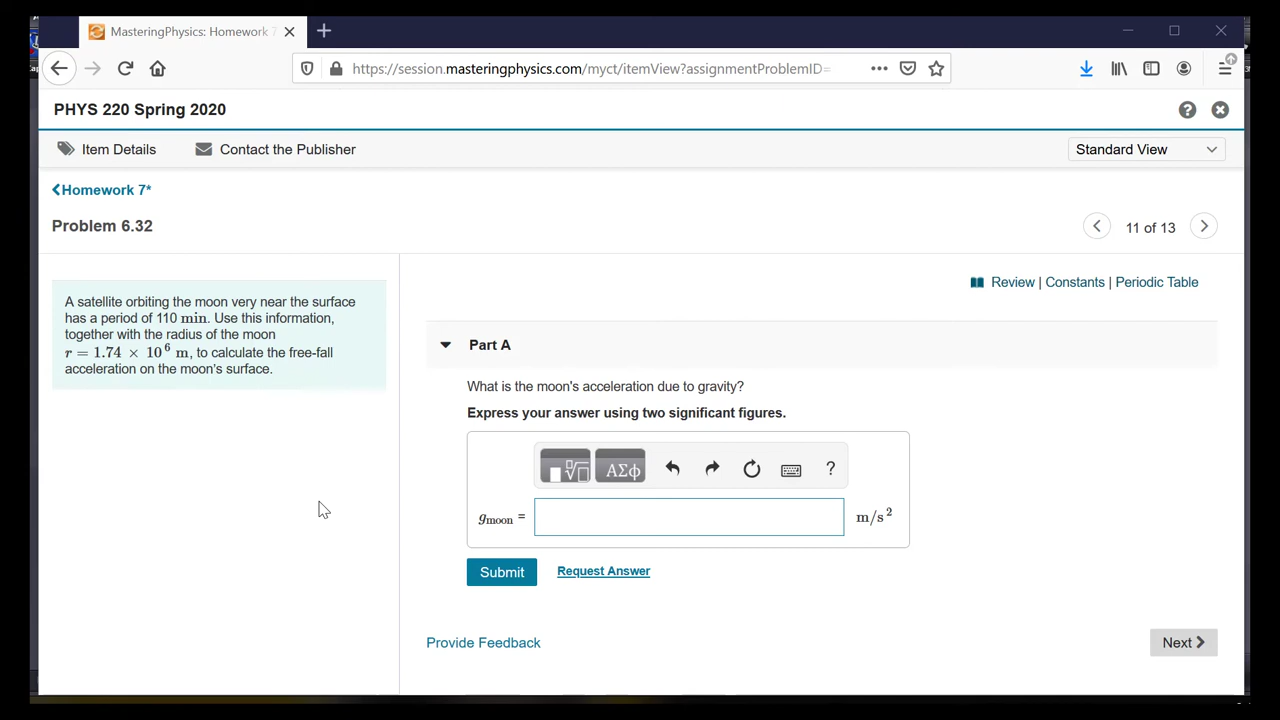 MasteringPhysics: Homework 7
https://session.masteringphysics.com/myct/itemView?assignmentProblemID=
PHYS 220 Spring 2020
Item Details
Contact the Publisher
Standard View
Homework 7*
Problem 6.32
11 of 13
Review | Constants | Periodic Table
A satellite orbiting the moon very near the surface
has a period of 110 min. Use this information,
together with the radius of the moon
r = 1.74 × 10⁶ m, to calculate the free-fall
acceleration on the moon's surface.
Part A
What is the moon's acceleration due to gravity?
Express your answer using two significant figures.
ΑΣϕ
?
gmoon =
m/s²
Submit
Request Answer
Provide Feedback
Next